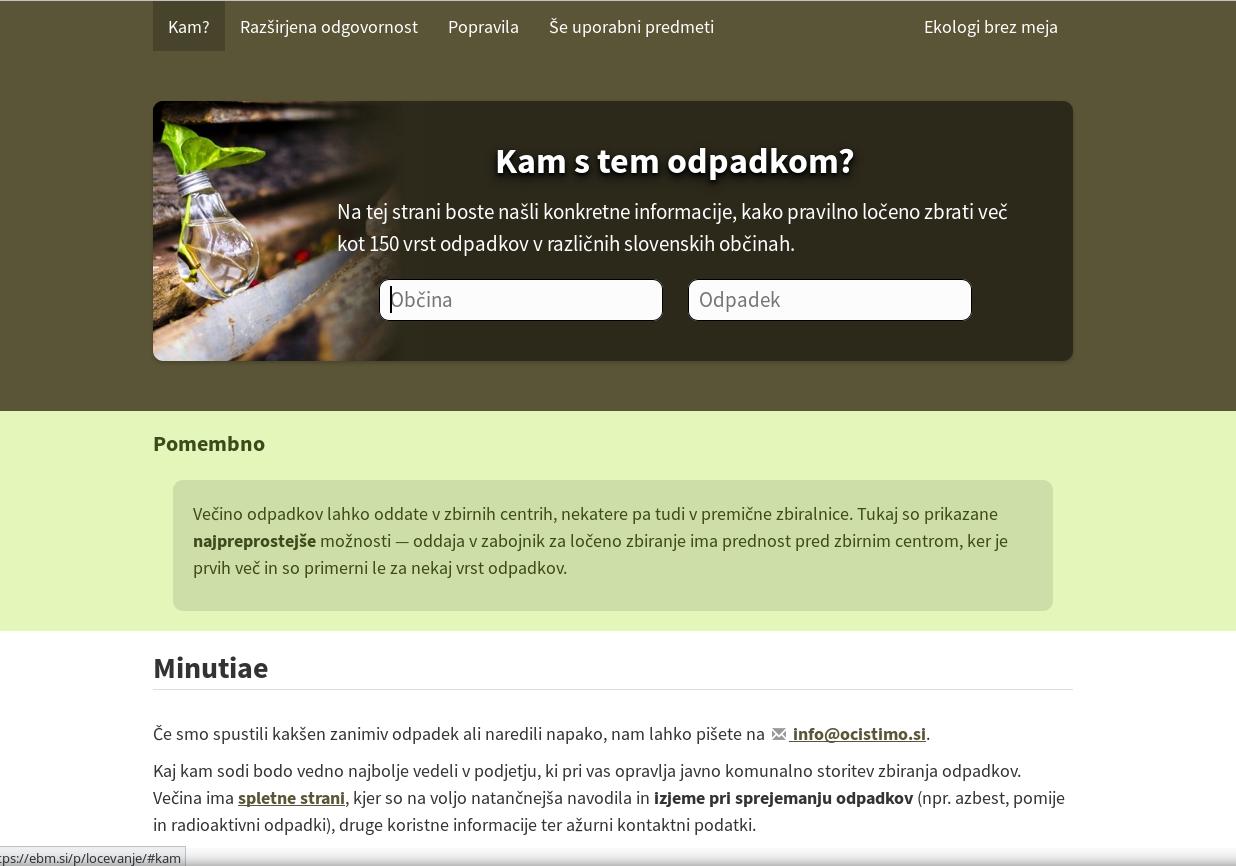 Kam? Razširjena odgovornost Popravila Še uporabni predmeti Ekologi brez meja
Kam s tem odpadkom?
Na tej strani boste našli konkretne informacije, kako pravilno ločeno zbrati več
kot 150 vrst odpadkov v različnih slovenskih občinah.
Občina Odpadek
Pomembno
Večino odpadkov lahko oddate v zbirnih centrih, nekatere pa tudi v premične zbiralnice. Tukaj so prikazane
najpreprostejše možnosti — oddaja v zabojnik za ločeno zbiranje ima prednost pred zbirnim centrom, ker je
prvih več in so primerni le za nekaj vrst odpadkov.
Minutiae
Če smo spustili kakšen zanimiv odpadek ali naredili napako, nam lahko pišete na info@ocistimo.si.
Kaj kam sodi bodo vedno najbolje vedeli v podjetju, ki pri vas opravlja javno komunalno storitev zbiranja odpadkov.
Večina ima spletne strani, kjer so na voljo natančnejša navodila in izjeme pri sprejemanju odpadkov (npr. azbest, pomije
in radioaktivni odpadki), druge koristne informacije ter ažurni kontaktni podatki.
tps://ebm.si/p/locevanje/#kam